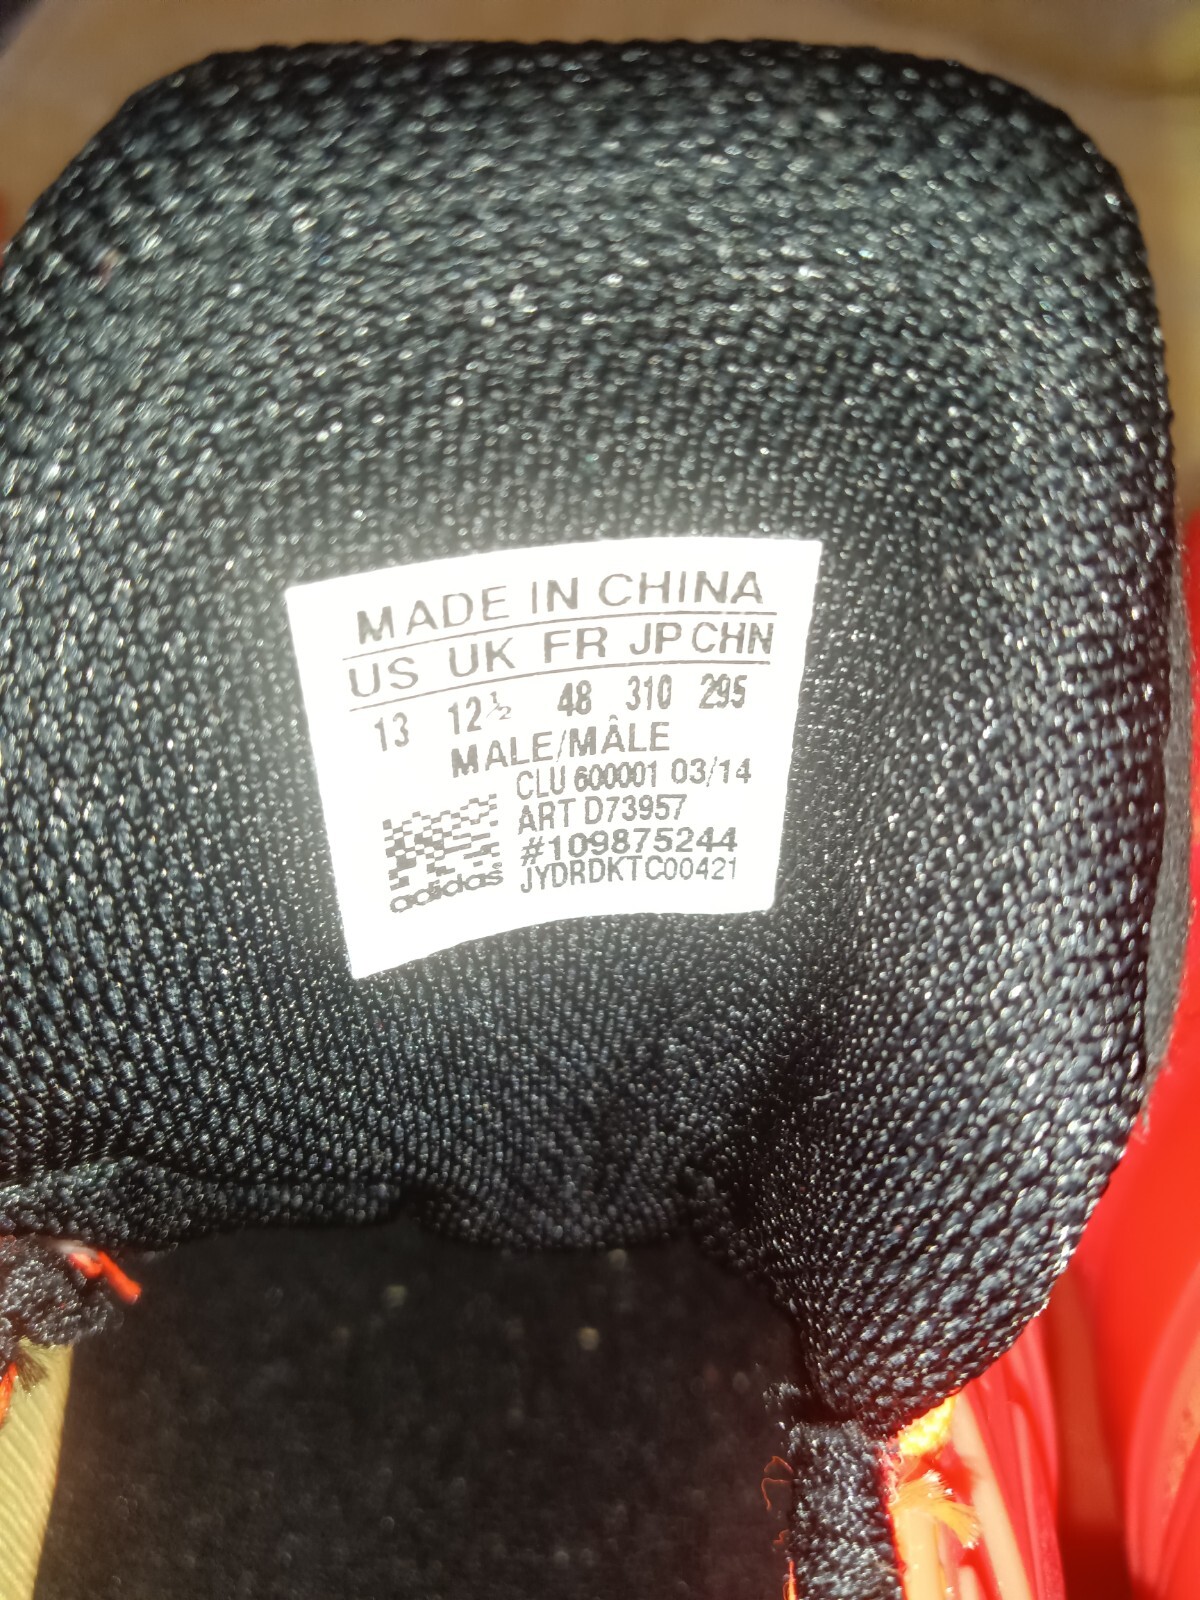 MADE IN CHINA
US UK FR JP CHN
13 12½ 48 310 295
MALE/MÂLE
CLU 600001 03/14
ART D73957
#109875244
JYDRDKTC00421
adidas